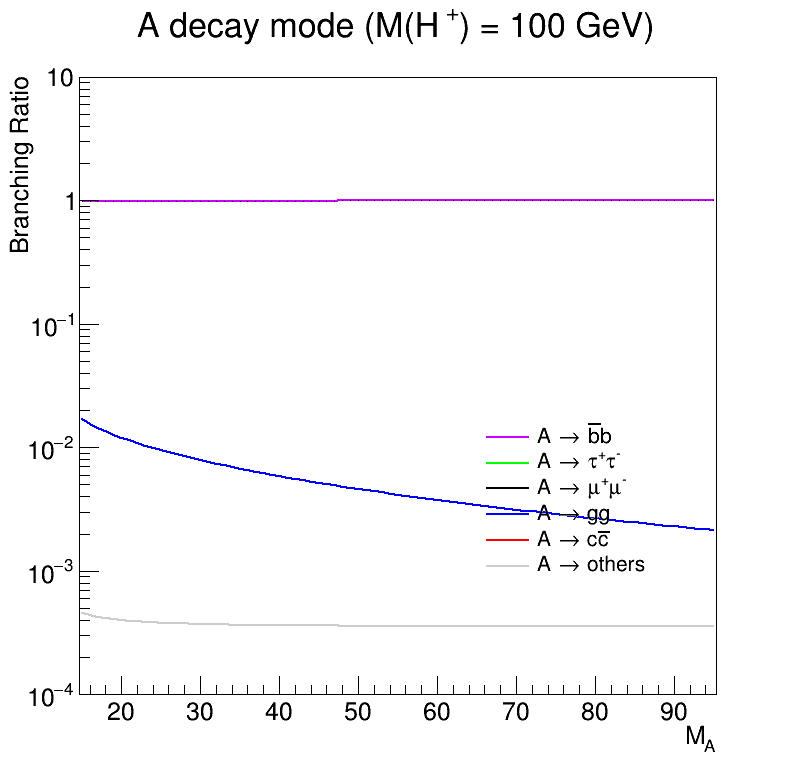 A decay mode (M(H⁺) = 100 GeV)
Branching Ratio
10
1
10⁻¹
10⁻²
10⁻³
10⁻⁴
A → b̅b
A → τ⁺τ⁻
A → μ⁺μ⁻
A → gg
A → cc̅
A → others
20 30 40 50 60 70 80 90
M_A